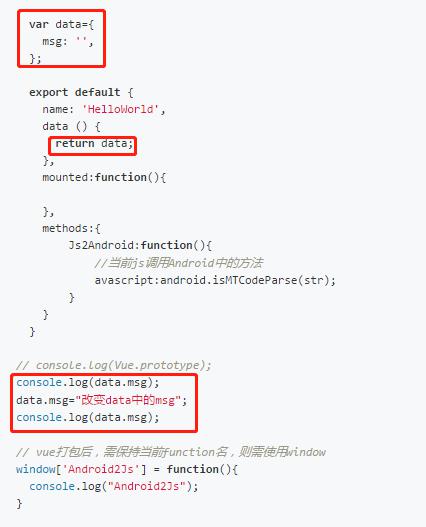 var data={
  msg: '',
};
export default {
  name: 'HelloWorld',
  data () {
    return data;
  },
  mounted:function(){
  },
  methods:{
      Js2Android:function(){
          //当前js调用Android中的方法
          avascript:android.isMTCodeParse(str);
      }
  }
}
// console.log(Vue.prototype);
console.log(data.msg);
data.msg="改变data中的msg";
console.log(data.msg);
// vue打包后，需保持当前function名，则需使用window
window['Android2Js'] = function(){
  console.log("Android2Js");
}